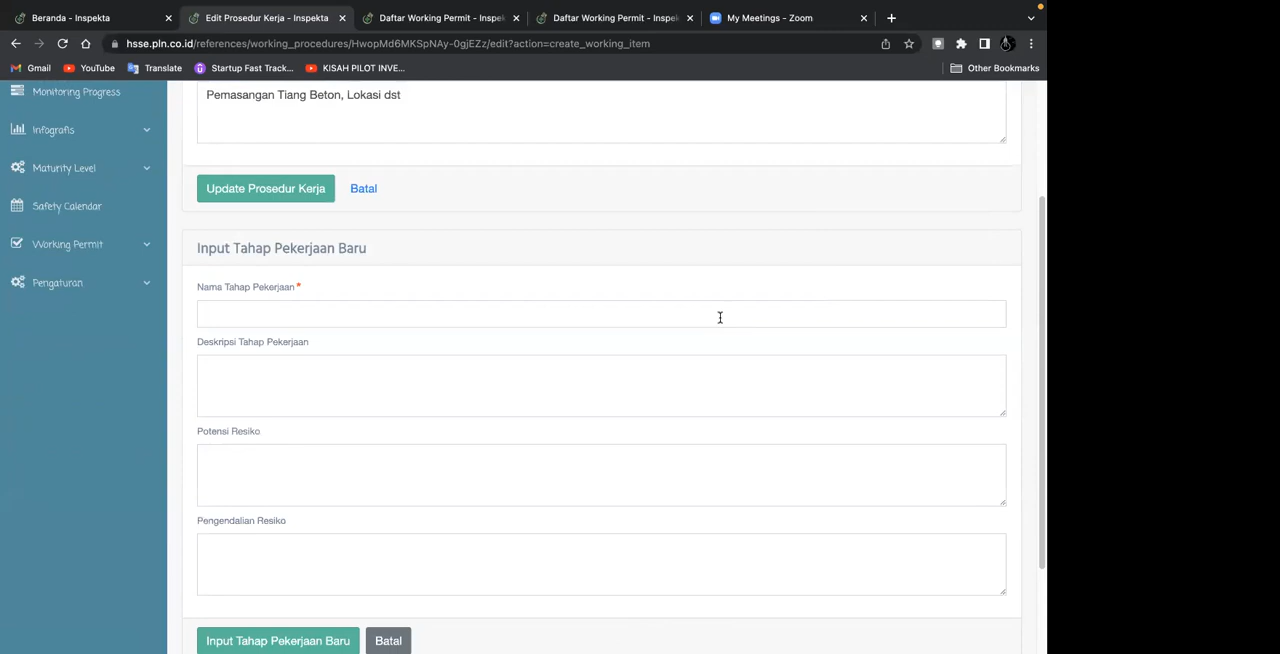 Beranda - Inspekta
Edit Prosedur Kerja - Inspekta
Daftar Working Permit - Inspek
Daftar Working Permit - Inspek
My Meetings - Zoom
hsse.pln.co.id/references/working_procedures/HwopMd6MKSpNAy-0gjEZz/edit?action=create_working_item
Gmail
YouTube
Translate
Startup Fast Track...
KISAH PILOT INVE...
Other Bookmarks
Monitoring Progress
Infografis
Maturity Level
Safety Calendar
Working Permit
Pengaturan
Pemasangan Tiang Beton, Lokasi dst
Update Prosedur Kerja
Batal
Input Tahap Pekerjaan Baru
Nama Tahap Pekerjaan *
Deskripsi Tahap Pekerjaan
Potensi Resiko
Pengendalian Resiko
Input Tahap Pekerjaan Baru
Batal